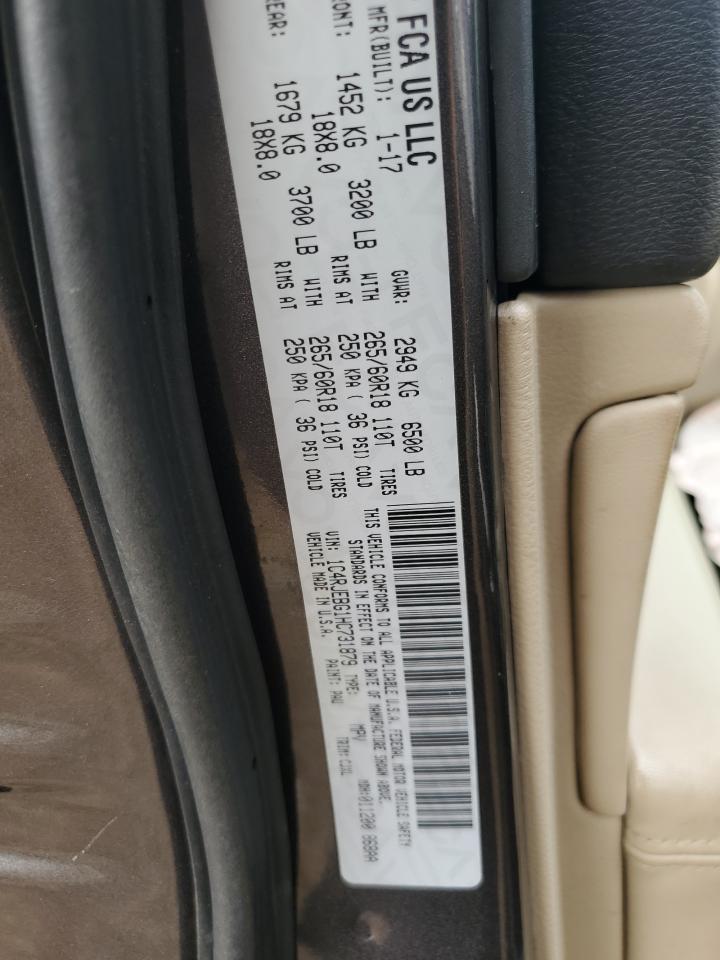 FCA US LLC
MFR(BUILT): 1-17 GVWR: 2949 KG 6500 LB
RONT: 1452 KG 3200 LB WITH 265/60R18 110T TIRES
18X8.0 RIMS AT 250 KPA ( 36 PSI) COLD
REAR: 1679 KG 3700 LB WITH 265/60R18 110T TIRES
18X8.0 RIMS AT 250 KPA ( 36 PSI) COLD
THIS VEHICLE CONFORMS TO ALL APPLICABLE U.S.A. FEDERAL MOTOR VEHICLE SAFETY
STANDARDS IN EFFECT ON THE DATE OF MANUFACTURE SHOWN ABOVE.
VIN: 1C4RJEBG1HC731879 TYPE: MPV MDH:011200 868AA
VEHICLE MADE IN U.S.A. PAINT: PAU TRIM: